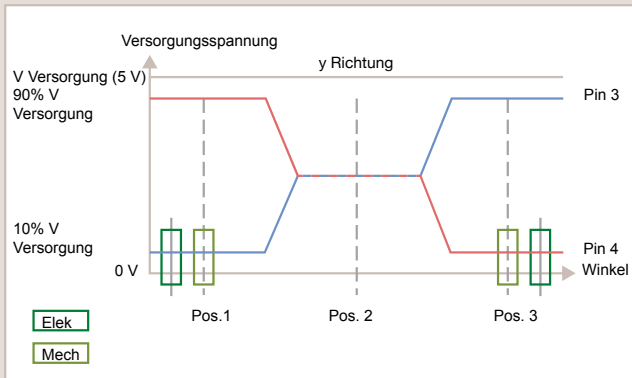 Versorgungsspannung
y Richtung
V Versorgung (5 V)
90% V
Versorgung
Pin 3
10% V
Versorgung
Pin 4
0 V
Winkel
Pos.1
Pos. 2
Pos. 3
Elek
Mech